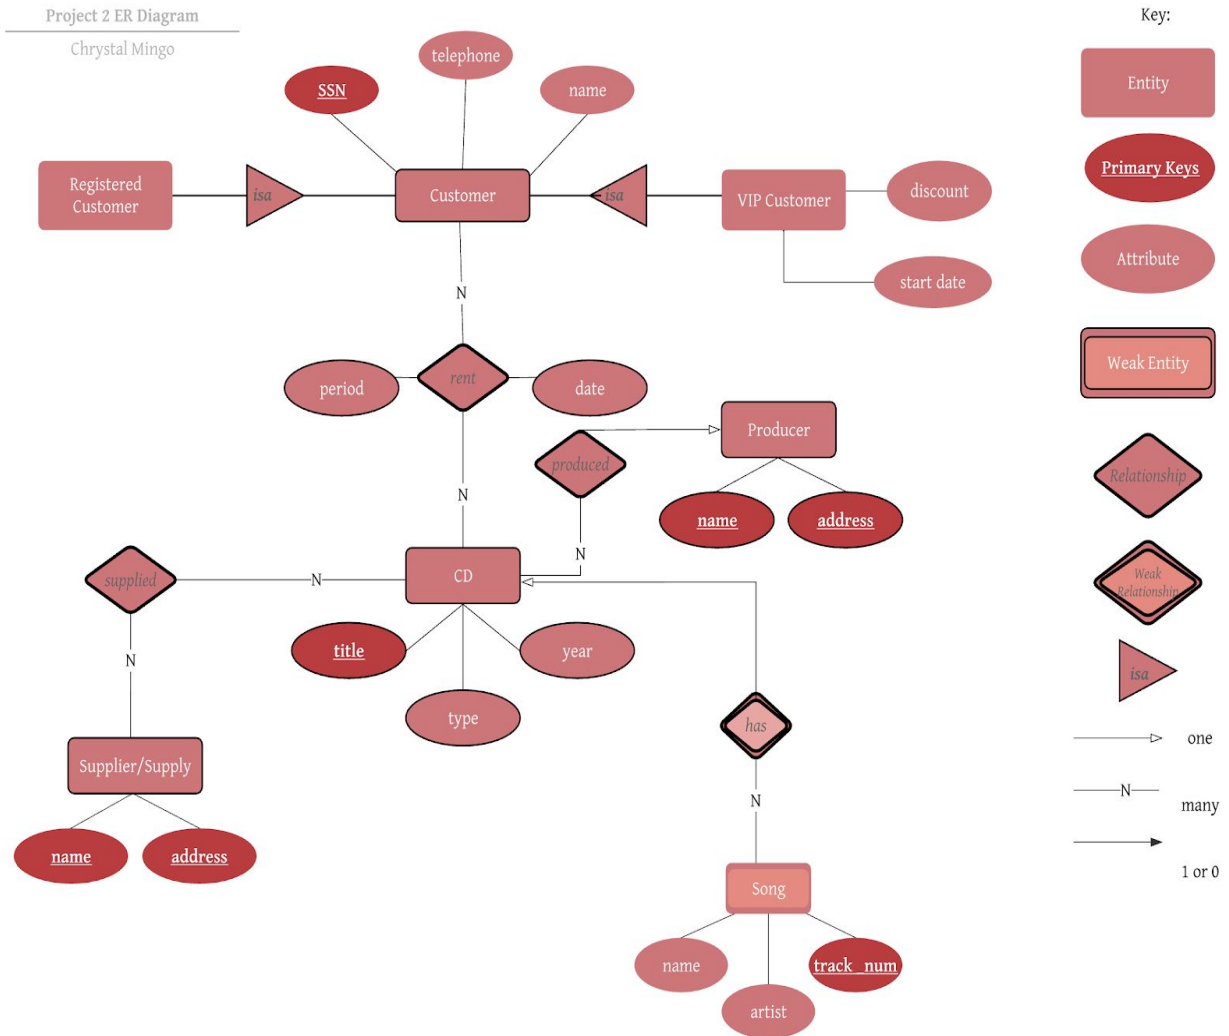 Project 2 ER Diagram
Chrystal Mingo
Key:
telephone
SSN
name
Entity
Primary Keys
Registered
Customer
isa
Customer
isa
VIP Customer
discount
start date
Attribute
N
Weak Entity
period
rent
date
Producer
produced
name
address
Relationship
N
N
CD
supplied
N
Weak
Relationship
title
year
type
isa
N
has
one
Supplier/Supply
N
N
many
name
address
1 or 0
Song
name
track_num
artist